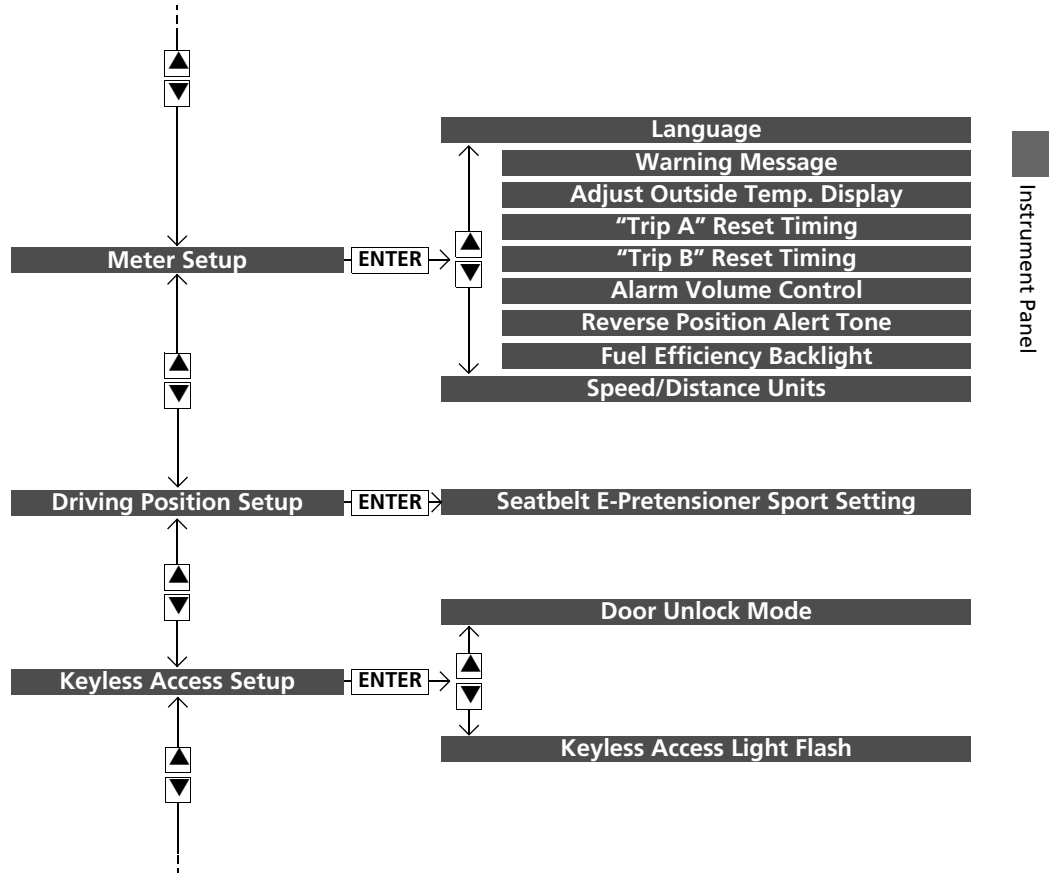 Language
Warning Message
Adjust Outside Temp. Display
“Trip A” Reset Timing
Meter Setup
ENTER
“Trip B” Reset Timing
Alarm Volume Control
Reverse Position Alert Tone
Fuel Efficiency Backlight
Speed/Distance Units
Driving Position Setup
ENTER
Seatbelt E-Pretensioner Sport Setting
Door Unlock Mode
Keyless Access Setup
ENTER
Keyless Access Light Flash
Instrument Panel